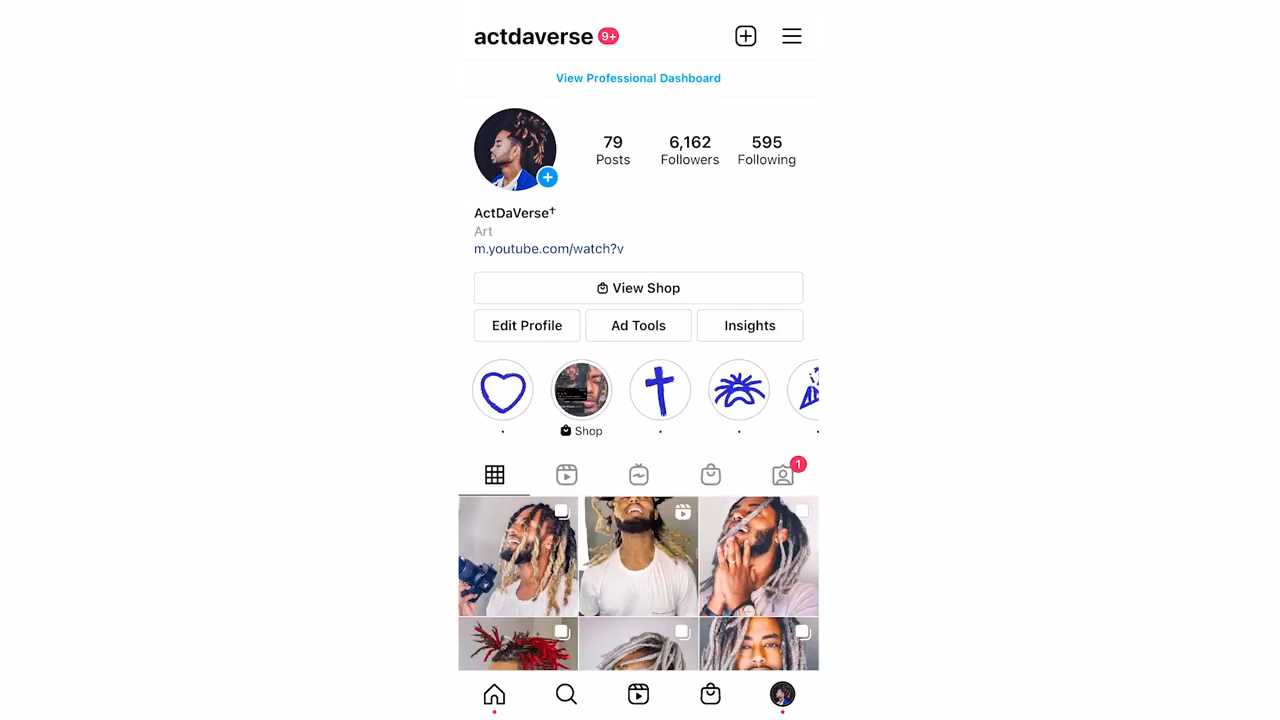 actdaverse 9+
View Professional Dashboard
79 6,162 595
Posts Followers Following
ActDaVerse†
Art
m.youtube.com/watch?v
View Shop
Edit Profile Ad Tools Insights
Shop
1